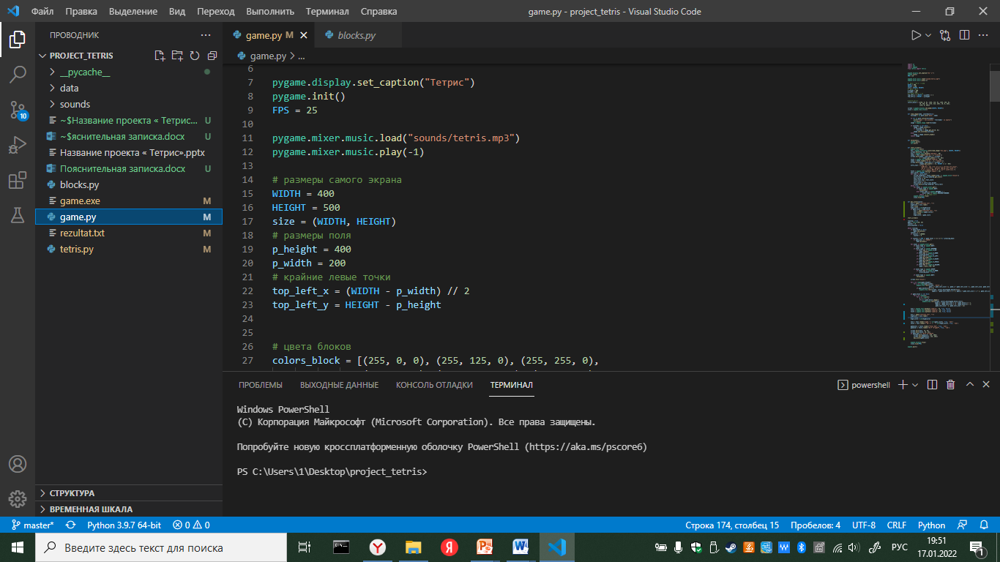 Файл Правка Выделение Вид Переход Выполнить Терминал Справка
game.py - project_tetris - Visual Studio Code
ПРОВОДНИК
PROJECT_TETRIS
__pycache__
data
sounds
~$Название проекта « Тетрис... U
~$яснительная записка.docx U
Название проекта « Тетрис».pptx
Пояснительная записка.docx U
blocks.py
game.exe M
game.py M
rezultat.txt M
tetris.py M
СТРУКТУРА
ВРЕМЕННАЯ ШКАЛА
10
game.py M
blocks.py
game.py > ...
6
7 pygame.display.set_caption("Тетрис")
8 pygame.init()
9 FPS = 25
10
11 pygame.mixer.music.load("sounds/tetris.mp3")
12 pygame.mixer.music.play(-1)
13
14 # размеры самого экрана
15 WIDTH = 400
16 HEIGHT = 500
17 size = (WIDTH, HEIGHT)
18 # размеры поля
19 p_height = 400
20 p_width = 200
21 # крайние левые точки
22 top_left_x = (WIDTH - p_width) // 2
23 top_left_y = HEIGHT - p_height
24
25
26 # цвета блоков
27 colors_block = [(255, 0, 0), (255, 125, 0), (255, 255, 0),
ПРОБЛЕМЫ ВЫХОДНЫЕ ДАННЫЕ КОНСОЛЬ ОТЛАДКИ ТЕРМИНАЛ
powershell
Windows PowerShell
(C) Корпорация Майкрософт (Microsoft Corporation). Все права защищены.
Попробуйте новую кроссплатформенную оболочку PowerShell (https://aka.ms/pscore6)
PS C:\Users\1\Desktop\project_tetris>
master* Python 3.9.7 64-bit 0 0
Строка 174, столбец 15 Пробелов: 4 UTF-8 CRLF Python
Введите здесь текст для поиска
РУС
19:51
17.01.2022
1